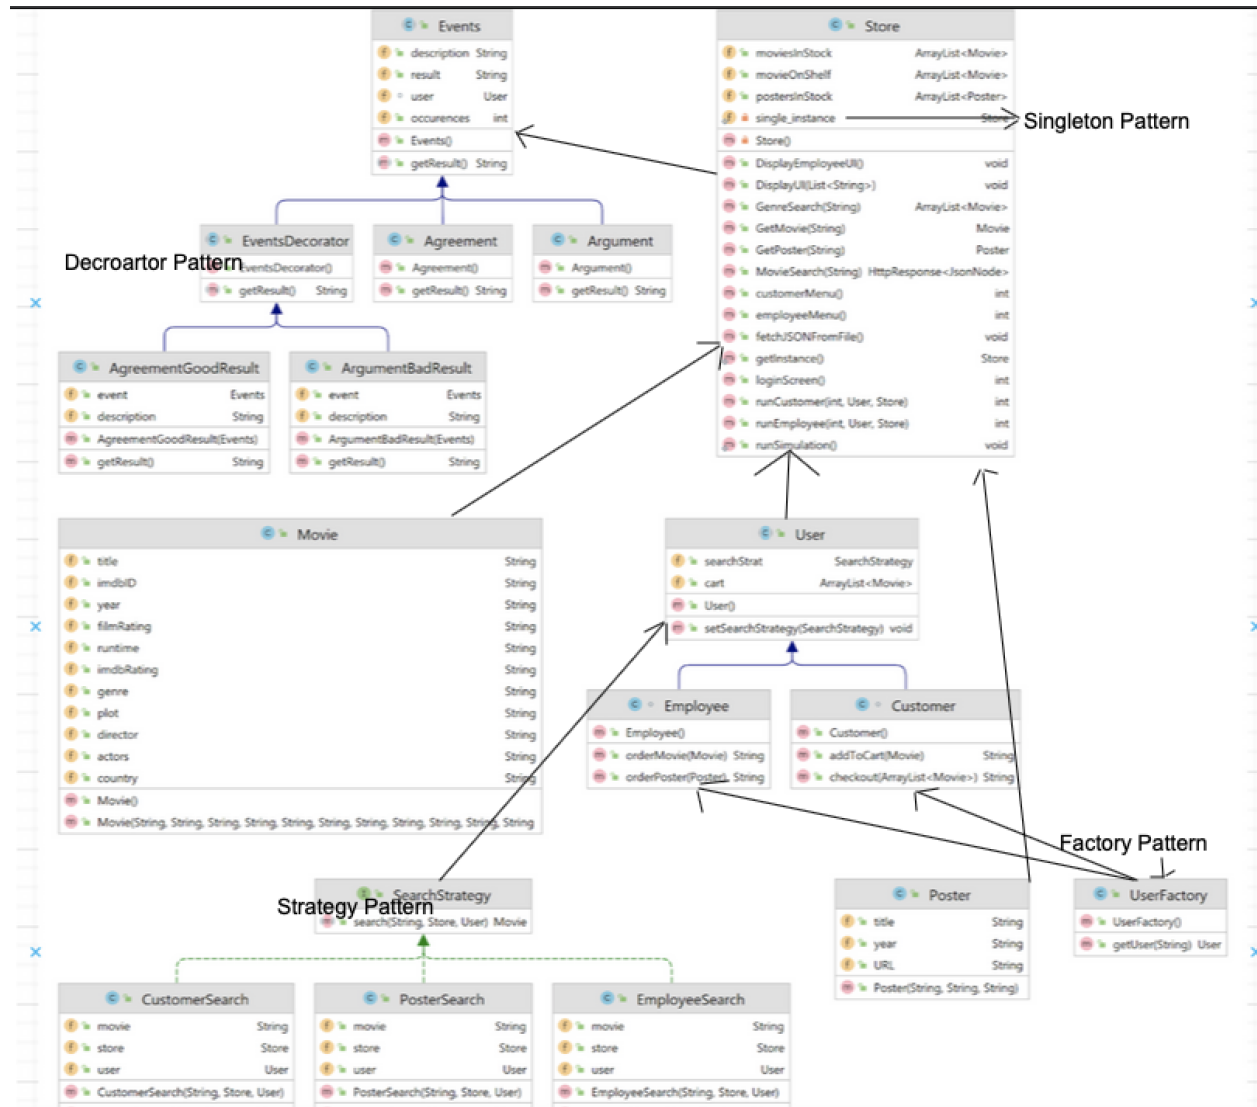 Events
description String
result String
user User
occurences int
Events()
getResult() String
Store
moviesInStock ArrayList<Movie>
movieOnShelf ArrayList<Movie>
postersInStock ArrayList<Poster>
single_instance Store
Store()
DisplayEmployeeUI() void
DisplayUI(List<String>) void
GenreSearch(String) ArrayList<Movie>
GetMovie(String) Movie
GetPoster(String) Poster
MovieSearch(String) HttpResponse<JsonNode>
customerMenu() int
employeeMenu() int
fetchJSONFromFile() void
getInstance() Store
loginScreen() int
runCustomer(int, User, Store) int
runEmployee(int, User, Store) int
runSimulation() void
Singleton Pattern
EventsDecorator
EventsDecorator()
getResult() String
Decroartor Pattern
Agreement
Agreement()
getResult() String
Argument
Argument()
getResult() String
AgreementGoodResult
event Events
description String
AgreementGoodResult(Events)
getResult() String
ArgumentBadResult
event Events
description String
ArgumentBadResult(Events)
getResult() String
Movie
title String
imdbID String
year String
filmRating String
runtime String
imdbRating String
genre String
plot String
director String
actors String
country String
Movie()
Movie(String, String, String, String, String, String, String, String, String, String, String)
User
searchStrat SearchStrategy
cart ArrayList<Movie>
User()
setSearchStrategy(SearchStrategy) void
Employee
Employee()
orderMovie(Movie) String
orderPoster(Poster) String
Customer
Customer()
addToCart(Movie) String
checkout(ArrayList<Movie>) String
Factory Pattern
SearchStrategy
search(String, Store, User) Movie
Strategy Pattern
Poster
title String
year String
URL String
Poster(String, String, String)
UserFactory
UserFactory()
getUser(String) User
CustomerSearch
movie String
store Store
user User
CustomerSearch(String, Store, User)
PosterSearch
movie String
store Store
user User
PosterSearch(String, Store, User)
EmployeeSearch
movie String
store Store
user User
EmployeeSearch(String, Store, User)